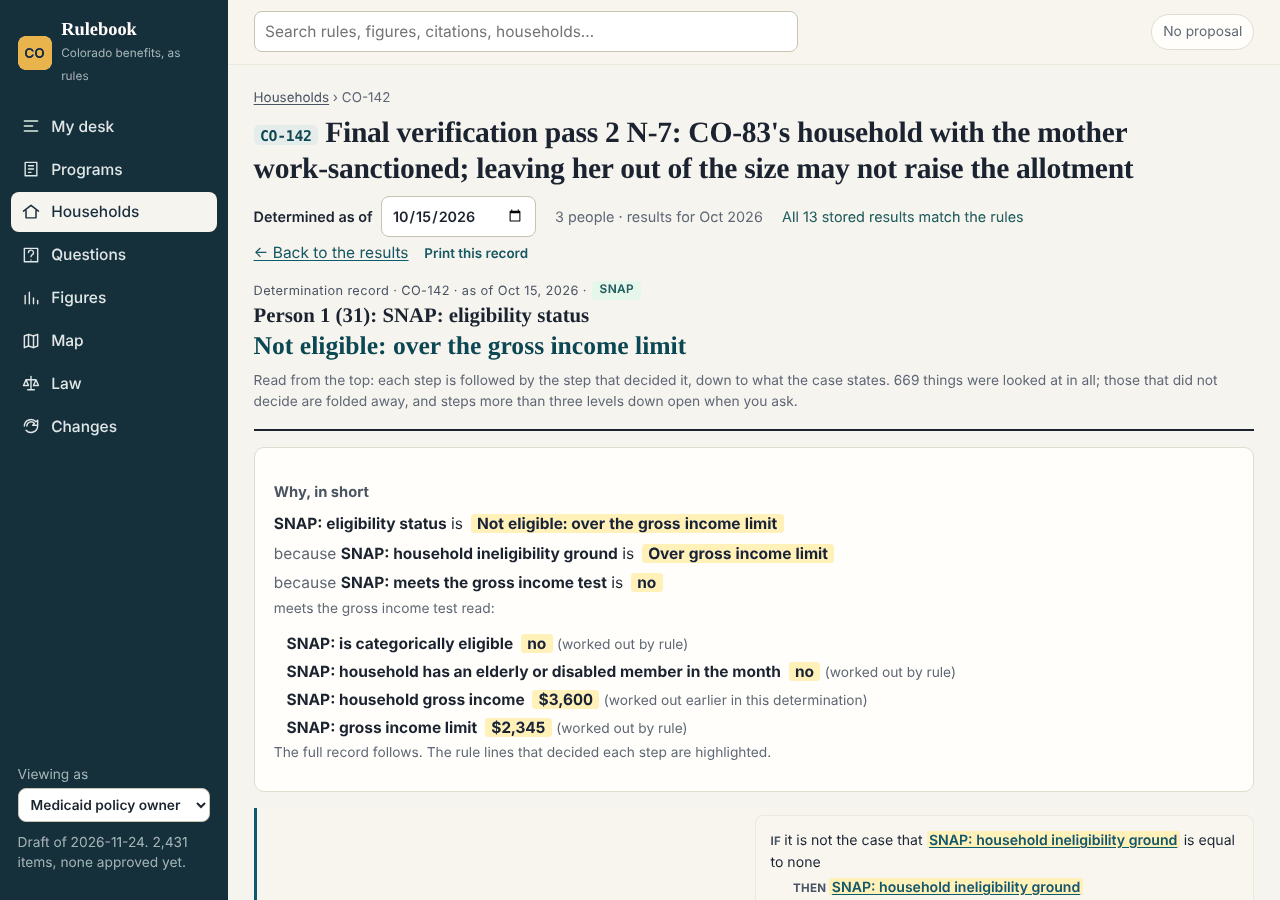 CO
Rulebook
Colorado benefits, as
rules
My desk
Programs
Households
Questions
Figures
Map
Law
Changes
Viewing as
Medicaid policy owner
Draft of 2026-11-24. 2,431
items, none approved yet.
Search rules, figures, citations, households...
No proposal
Households › CO-142
CO-142 Final verification pass 2 N-7: CO-83's household with the mother
work-sanctioned; leaving her out of the size may not raise the allotment
Determined as of 10/15/2026 3 people · results for Oct 2026 All 13 stored results match the rules
← Back to the results Print this record
Determination record · CO-142 · as of Oct 15, 2026 · SNAP
Person 1 (31): SNAP: eligibility status
Not eligible: over the gross income limit
Read from the top: each step is followed by the step that decided it, down to what the case states. 669 things were looked at in all; those that did not
decide are folded away, and steps more than three levels down open when you ask.
Why, in short
SNAP: eligibility status is Not eligible: over the gross income limit
because SNAP: household ineligibility ground is Over gross income limit
because SNAP: meets the gross income test is no
meets the gross income test read:
SNAP: is categorically eligible no (worked out by rule)
SNAP: household has an elderly or disabled member in the month no (worked out by rule)
SNAP: household gross income $3,600 (worked out earlier in this determination)
SNAP: gross income limit $2,345 (worked out by rule)
The full record follows. The rule lines that decided each step are highlighted.
IF it is not the case that SNAP: household ineligibility ground is equal
to none
THEN SNAP: household ineligibility ground